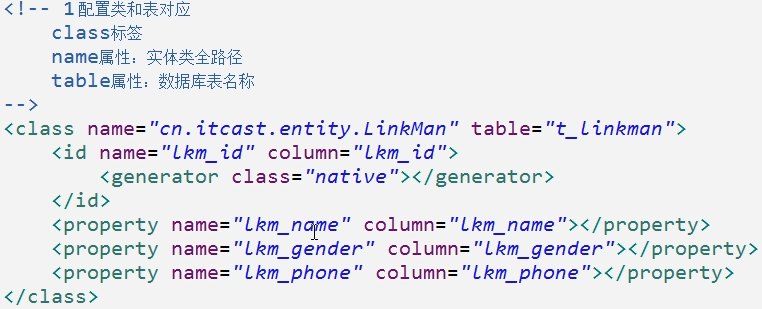 <!-- 1配置类和表对应
class标签
name属性：实体类全路径
table属性：数据库表名称
-->
<class name="cn.itcast.entity.LinkMan" table="t_linkman">
<id name="lkm_id" column="lkm_id">
<generator class="native"></generator>
</id>
<property name="lkm_name" column="lkm_name"></property>
<property name="lkm_gender" column="lkm_gender"></property>
<property name="lkm_phone" column="lkm_phone"></property>
</class>